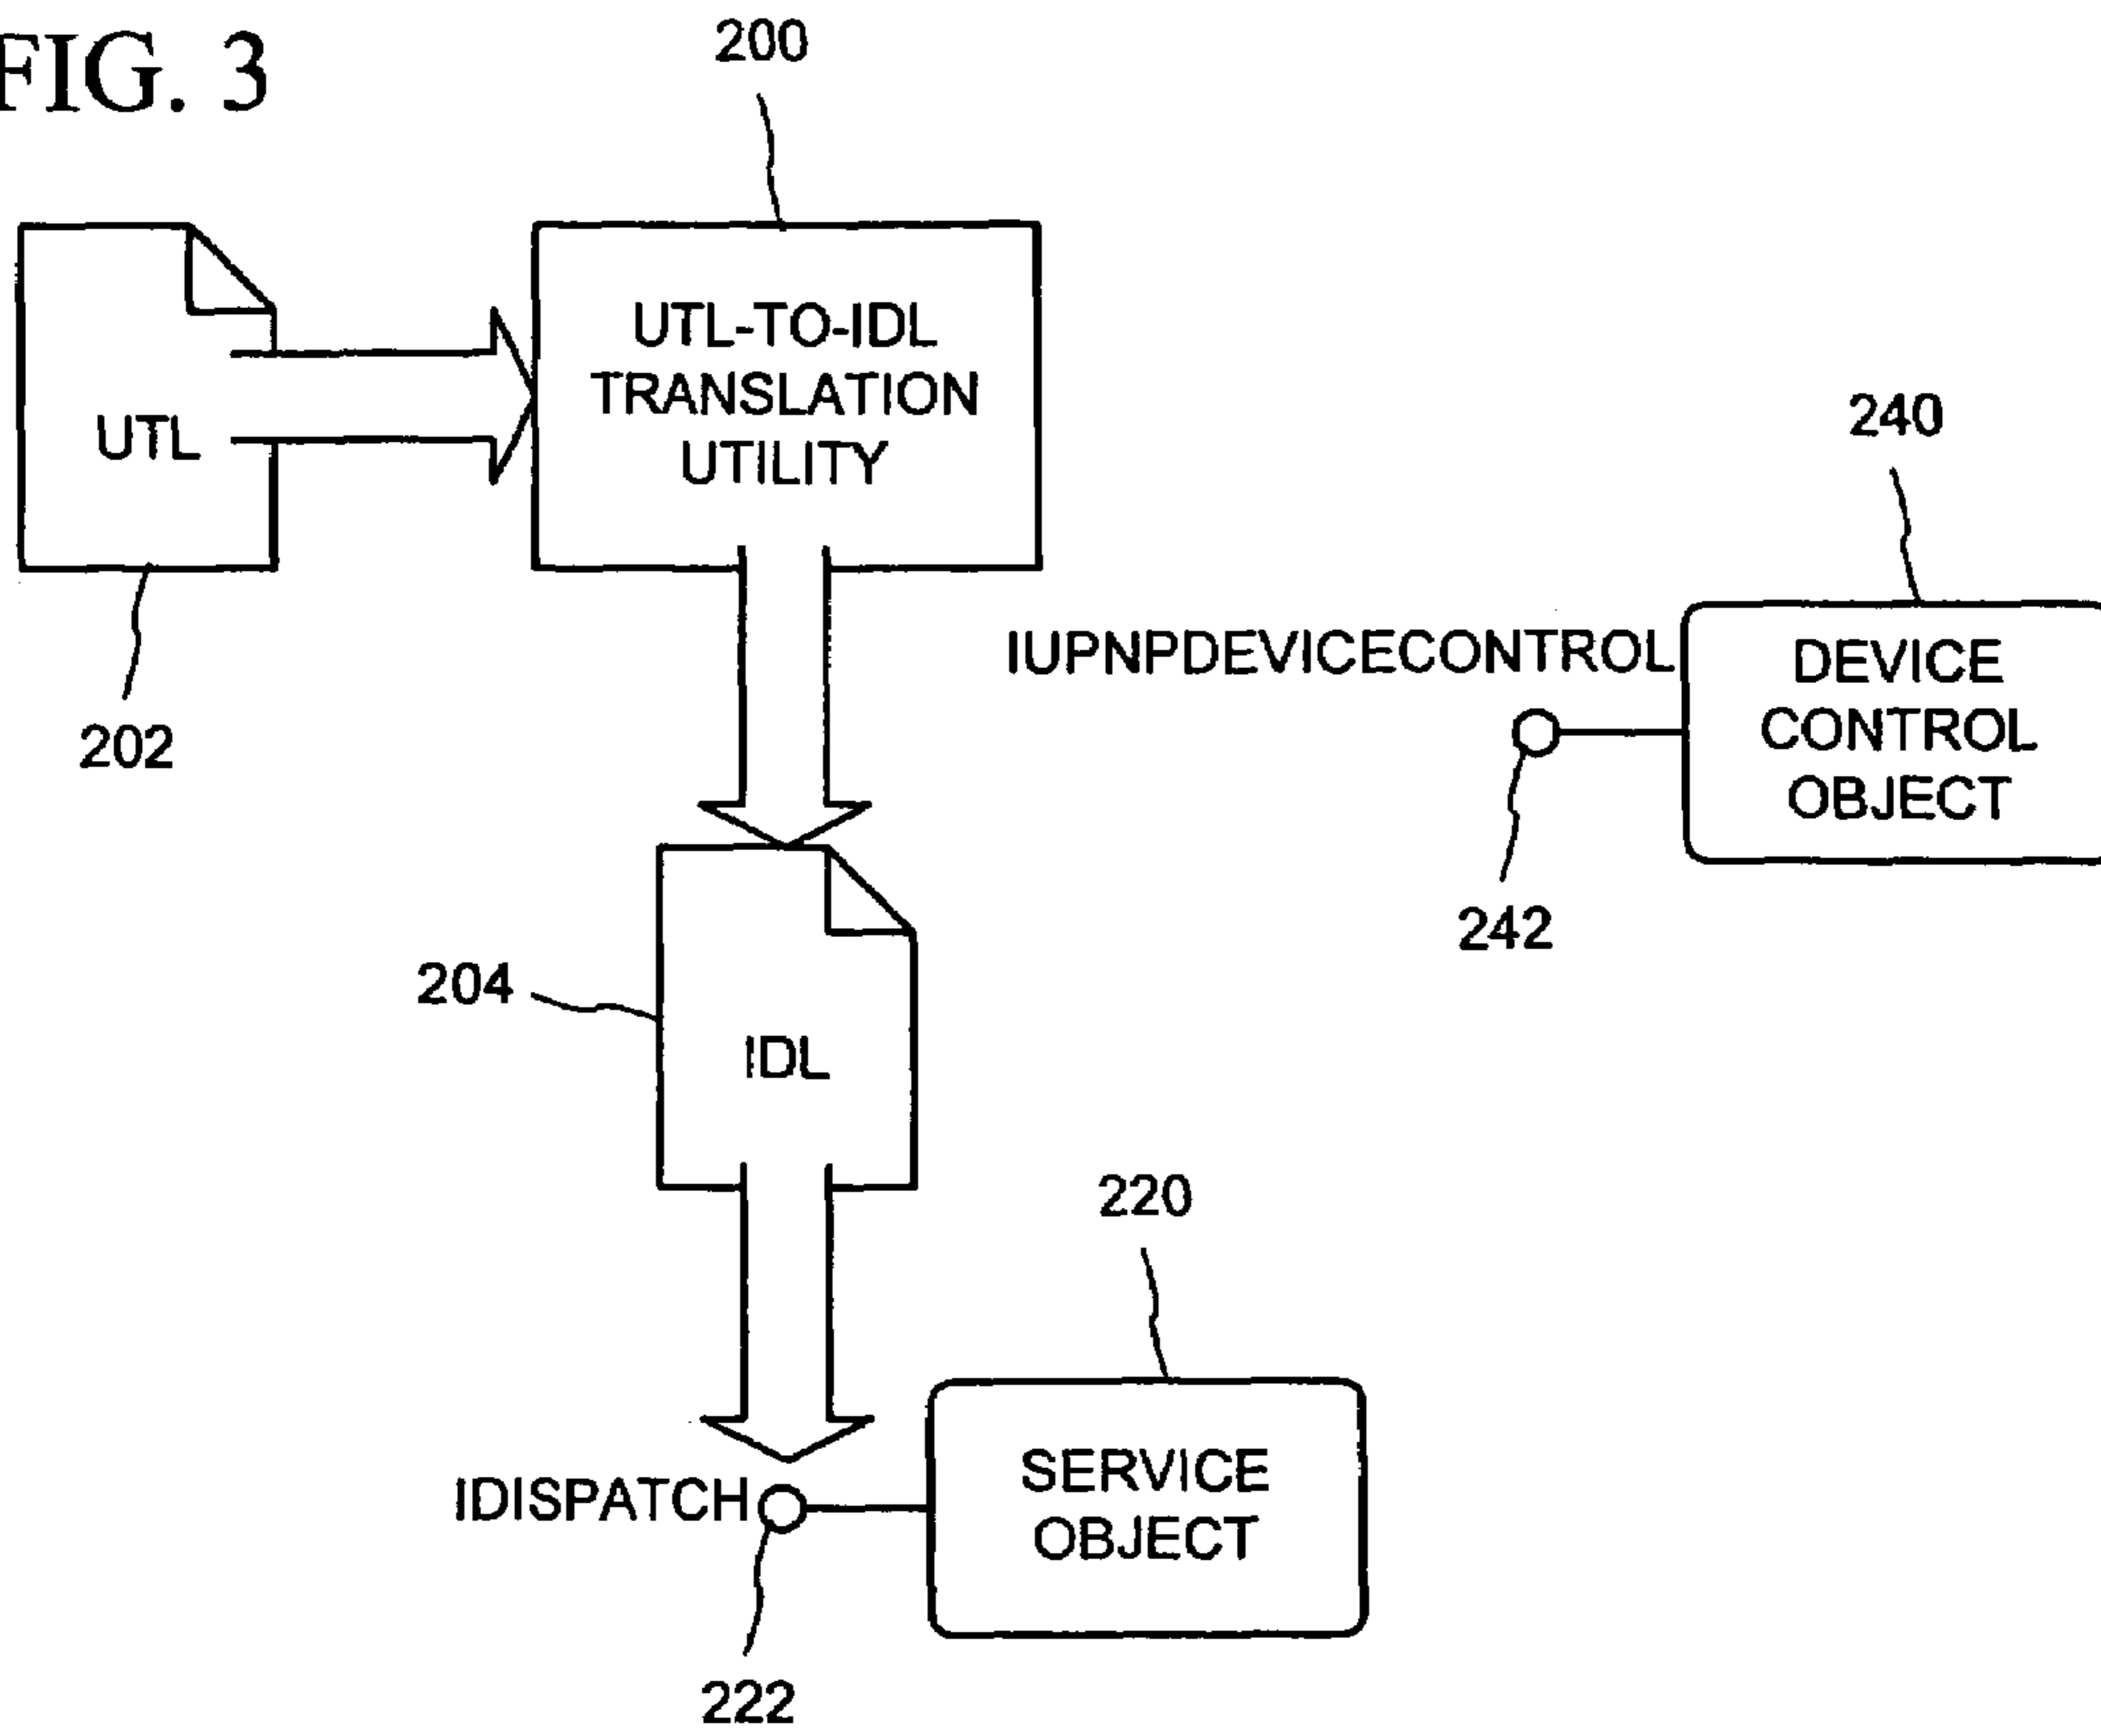 FIG. 3
200
UTL
UTL-TO-IDL
TRANSLATION
UTILITY
202
240
IUPNPDEVICECONTROL
DEVICE
CONTROL
OBJECT
242
204
IDL
220
IDISPATCH
SERVICE
OBJECT
222